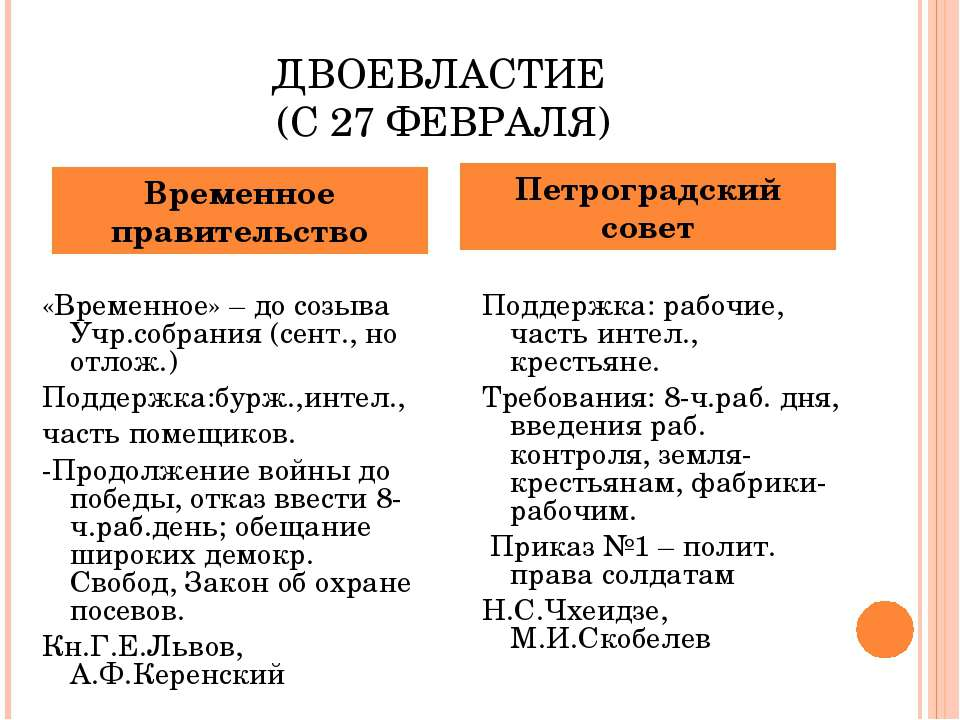 ДВОЕВЛАСТИЕ
(С 27 ФЕВРАЛЯ)
Временное
правительство
«Временное» – до созыва
Учр.собрания (сент., но
отлож.)
Поддержка:бурж.,интел.,
часть помещиков.
-Продолжение войны до
победы, отказ ввести 8-
ч.раб.день; обещание
широких демокр.
Свобод, Закон об охране
посевов.
Кн.Г.Е.Львов,
А.Ф.Керенский
Петроградский
совет
Поддержка: рабочие,
часть интел.,
крестьяне.
Требования: 8-ч.раб. дня,
введения раб.
контроля, земля-
крестьянам, фабрики-
рабочим.
Приказ №1 – полит.
права солдатам
Н.С.Чхеидзе,
М.И.Скобелев